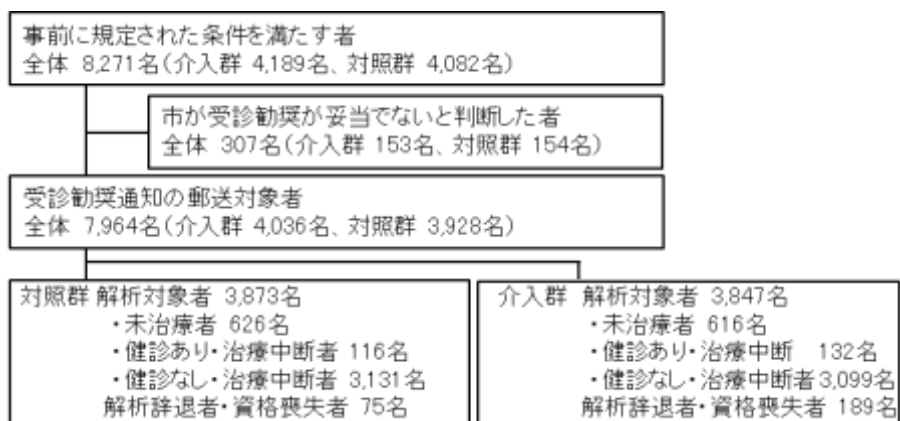 事前に規定された条件を満たす者
全体 8,271名(介入群 4,189名、対照群 4,082名)
市が受診勧奨が妥当でないと判断した者
全体 307名(介入群 153名、対照群 154名)
受診勧奨通知の郵送対象者
全体 7,964名(介入群 4,036名、対照群 3,928名)
対照群 解析対象者 3,873名
・未治療者 626名
・健診あり・治療中断者 116名
・健診なし・治療中断者 3,131名
解析辞退者・資格喪失者 75名
介入群 解析対象者 3,847名
・未治療者 616名
・健診あり・治療中断 132名
・健診なし・治療中断者3,099名
解析辞退者・資格喪失者 189名